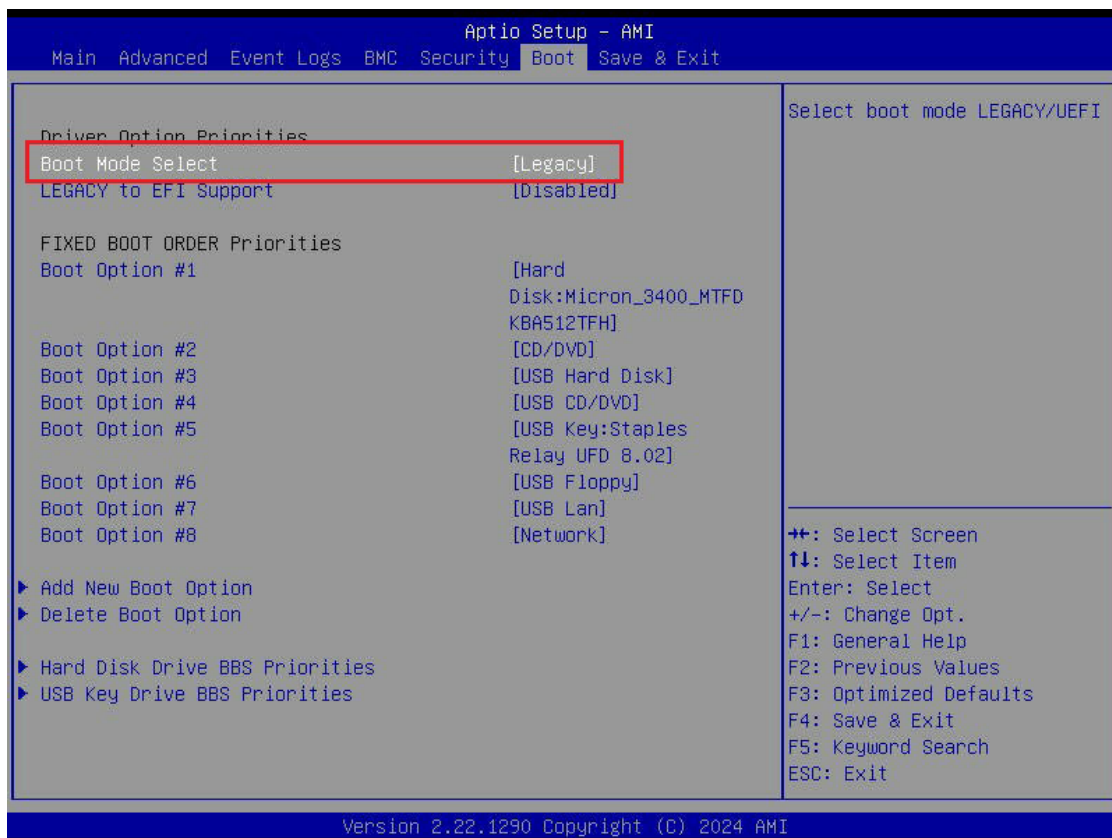 Aptio Setup – AMI
Main Advanced Event Logs BMC Security Boot Save & Exit
Driver Option Priorities
Boot Mode Select [Legacy]
LEGACY to EFI Support [Disabled]
FIXED BOOT ORDER Priorities
Boot Option #1 [Hard
Disk:Micron_3400_MTFD
KBA512TFH]
Boot Option #2 [CD/DVD]
Boot Option #3 [USB Hard Disk]
Boot Option #4 [USB CD/DVD]
Boot Option #5 [USB Key:Staples
Relay UFD 8.02]
Boot Option #6 [USB Floppy]
Boot Option #7 [USB Lan]
Boot Option #8 [Network]
Add New Boot Option
Delete Boot Option
Hard Disk Drive BBS Priorities
USB Key Drive BBS Priorities
Select boot mode LEGACY/UEFI
→←: Select Screen
↑↓: Select Item
Enter: Select
+/-: Change Opt.
F1: General Help
F2: Previous Values
F3: Optimized Defaults
F4: Save & Exit
F5: Keyword Search
ESC: Exit
Version 2.22.1290 Copyright (C) 2024 AMI